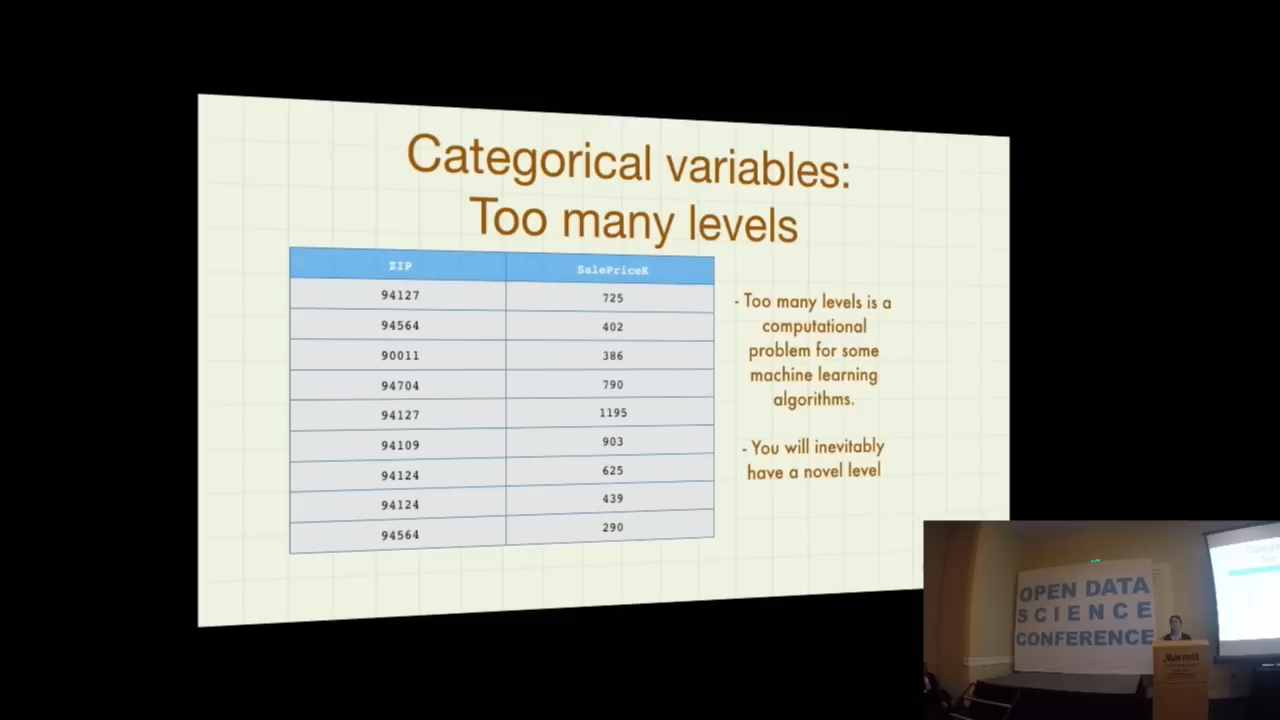 Categorical variables:
Too many levels
ZIP SalePriceK
94127 725
94564 402
90011 386
94704 790
94127 1195
94109 903
94124 625
94124 439
94564 290
- Too many levels is a
computational
problem for some
machine learning
algorithms.
- You will inevitably
have a novel level
OPEN DATA
SCIENCE
CONFERENCE
Marriott